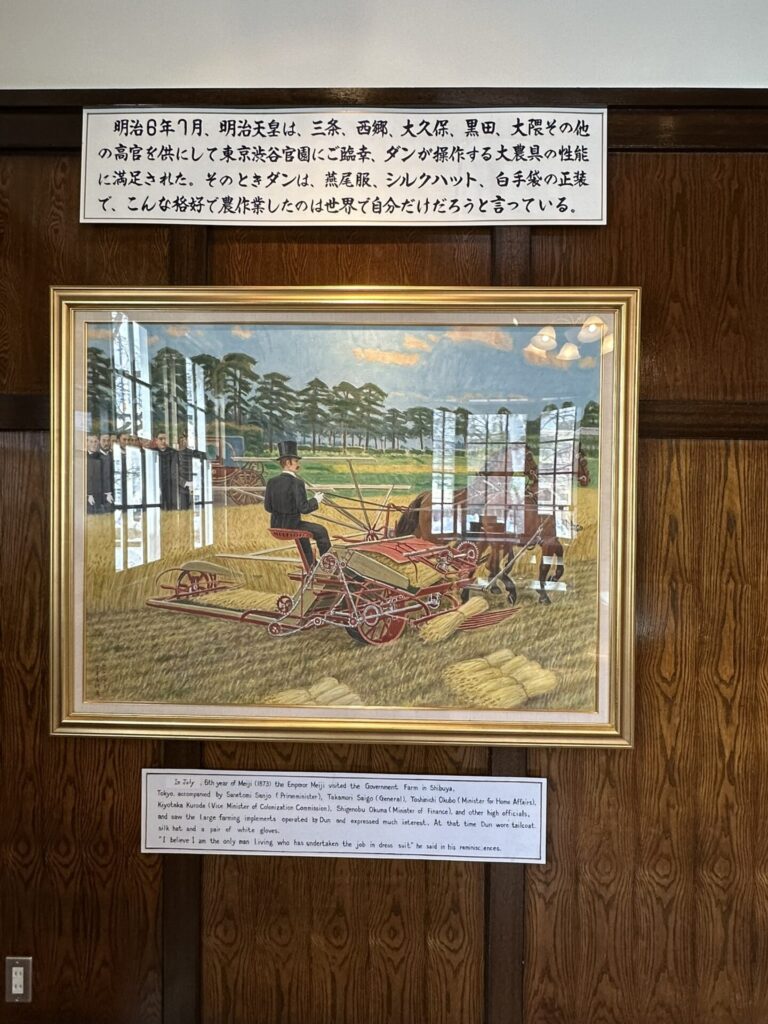 明治6年7月、明治天皇は、三条、西郷、大久保、黒田、大隈その他
の高官を供にして東京渋谷官園にご臨幸、ダンが操作する大農具の性能
に満足された。そのときダンは、燕尾服、シルクハット、白手袋の正装
で、こんな格好で農作業したのは世界で自分だけだろうと言っている。
In July , 6th year of Meiji (1873) the Emperor Meiji visited the Government Farm in Shibuya,
Tokyo, accompanied by Sanetomi Sanjo (Prime minister), Takamori Saigo (General), Toshimichi Okubo (Minister for Home Affairs),
Kiyotaka Kuroda (Vice Minister of Colonization Commission), Shigenobu Okuma (Minister of Finance), and other high officials,
and saw the large farming implements operated by Dun and expressed much interest. At that time Dun wore tailcoat,
silk hat and a pair of white gloves.
"I believe I am the only man living who has undertaken the job in dress suit" he said in his reminiscences.